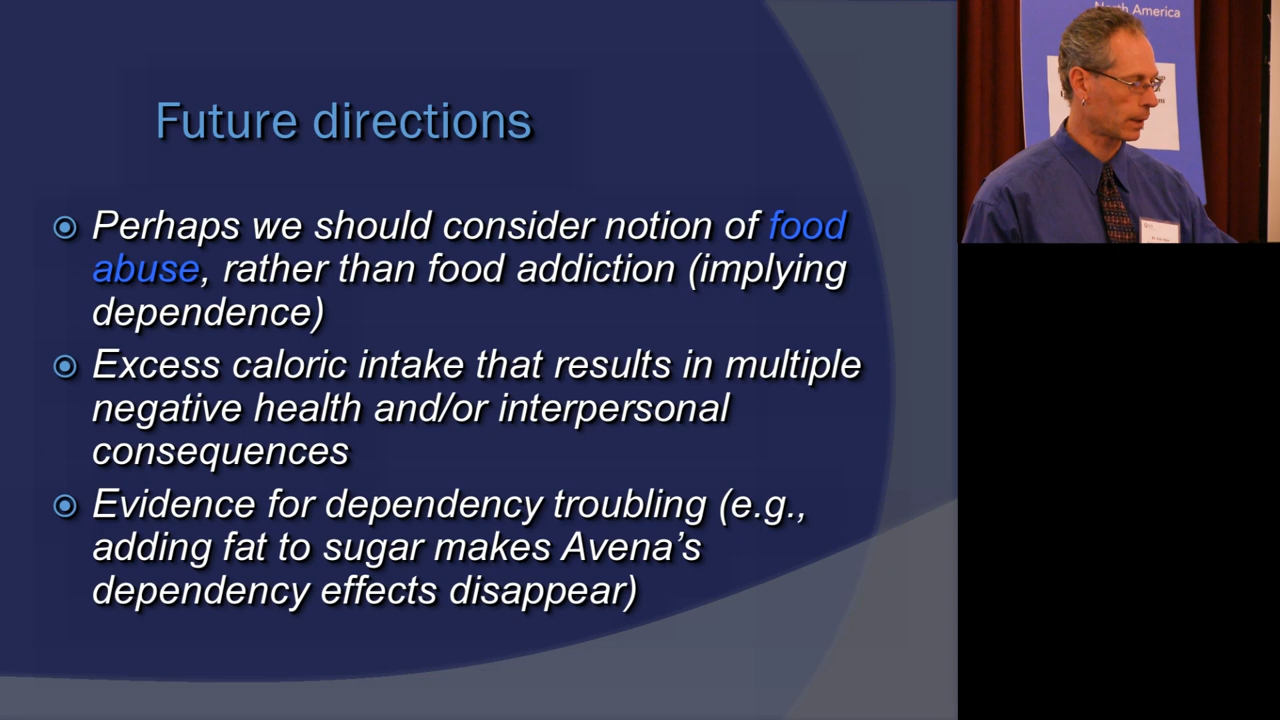 Future directions
Perhaps we should consider notion of food
abuse, rather than food addiction (implying
dependence)
Excess caloric intake that results in multiple
negative health and/or interpersonal
consequences
Evidence for dependency troubling (e.g.,
adding fat to sugar makes Avena's
dependency effects disappear)
North America